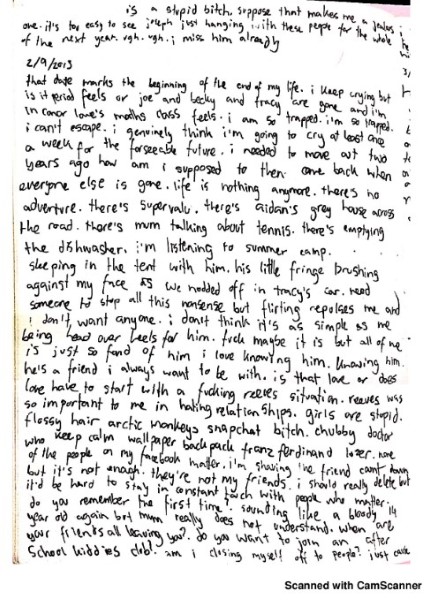 is a stupid bitch. suppose that makes me a jealous
one. it's too easy to see joseph just hanging with these people for the whole
of the next year. ugh. ugh. i miss him already
2/9/2013
that date marks the beginning of the end of my life. i keep crying but
is it period feels or joe and becky and tracy are gone and i'm
in conor love's maths class feels. i am so trapped. i'm so trapped.
i can't escape. i genuinely think i'm going to cry at least once
a week for the forseeable future. i needed to move out two
years ago how am i supposed to then come back when
everyone else is gone. life is nothing anymore. there's no
adventure. there's supervalu. there's aidan's grey house across
the road. there's mum talking about tennis. there's emptying
the dishwasher. i'm listening to summer camp.
sleeping in the tent with him. his little fringe brushing
against my face as we nodded off in tracy's car. need
someone to stop all this nonsense but flirting repulses me and
i don't want anyone. i don't think it's as simple as me
being head over heels for him. fuck maybe it is but all of me
is just so fond of him i love knowing him. knowing him.
he's a friend i always want to be with. is that love or does
love have to start with a fucking reeves situation. reeves was
so important to me in hating relationships. girls are stupid.
flossy hair arctic monkeys snapchat bitch. chubby doctor
who keep calm wallpaper backpack franz ferdinand loser. none
of the people on my facebook matter. i'm shaving the friend count down
but it's not enough. they're not my friends. i should really delete but
it'd be hard to stay in constant touch with people who matter.
do you remember the first time?. sounding like a bloody 14
year old again but mum really does not understand. when are
your friends all leaving you?. do you want to join an after
school kiddies club!. am i closing myself off to people?. just cause
Scanned with CamScanner